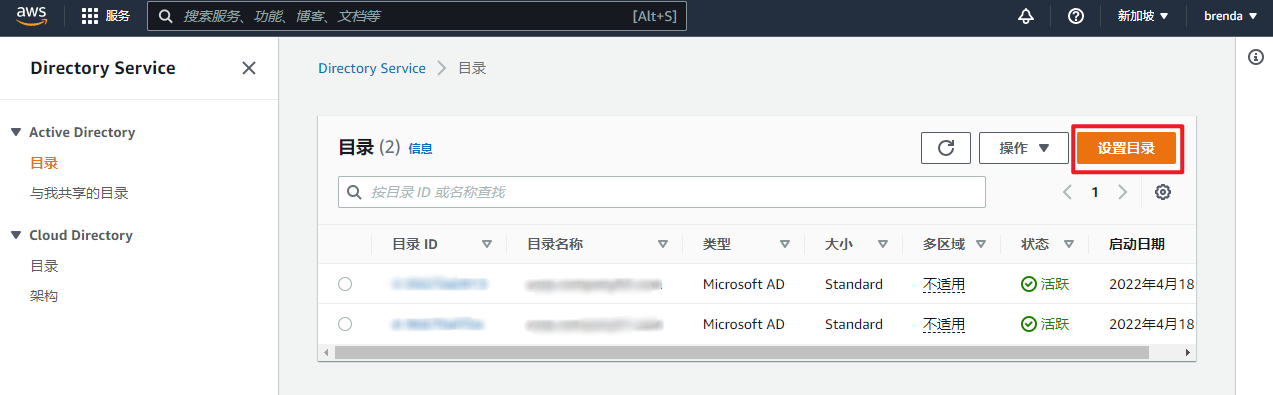 aws 服务 搜索服务、功能、博客、文档等 [Alt+S] 新加坡 brenda
Directory Service
Active Directory
目录
与我共享的目录
Cloud Directory
目录
架构
Directory Service 目录
目录 (2) 信息 操作 设置目录
按目录 ID 或名称查找 1
目录 ID 目录名称 类型 大小 多区域 状态 启动日期
Microsoft AD Standard 不适用 活跃 2022年4月18
Microsoft AD Standard 不适用 活跃 2022年4月18